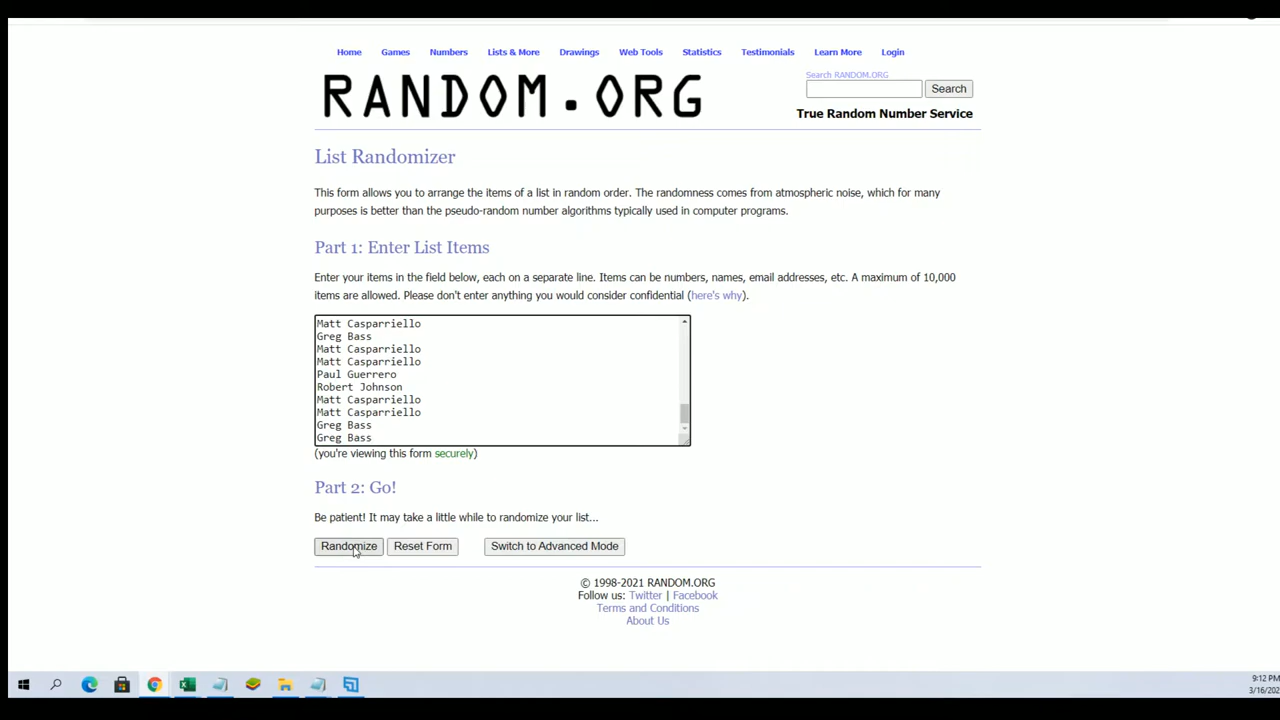 Home Games Numbers Lists & More Drawings Web Tools Statistics Testimonials Learn More Login
RANDOM.ORG
Search RANDOM.ORG
Search
True Random Number Service
List Randomizer
This form allows you to arrange the items of a list in random order. The randomness comes from atmospheric noise, which for many
purposes is better than the pseudo-random number algorithms typically used in computer programs.
Part 1: Enter List Items
Enter your items in the field below, each on a separate line. Items can be numbers, names, email addresses, etc. A maximum of 10,000
items are allowed. Please don't enter anything you would consider confidential (here's why).
Matt Casparriello
Greg Bass
Matt Casparriello
Matt Casparriello
Paul Guerrero
Robert Johnson
Matt Casparriello
Matt Casparriello
Greg Bass
Greg Bass
(you're viewing this form securely)
Part 2: Go!
Be patient! It may take a little while to randomize your list...
Randomize Reset Form Switch to Advanced Mode
© 1998-2021 RANDOM.ORG
Follow us: Twitter | Facebook
Terms and Conditions
About Us
9:12 PM
3/16/202